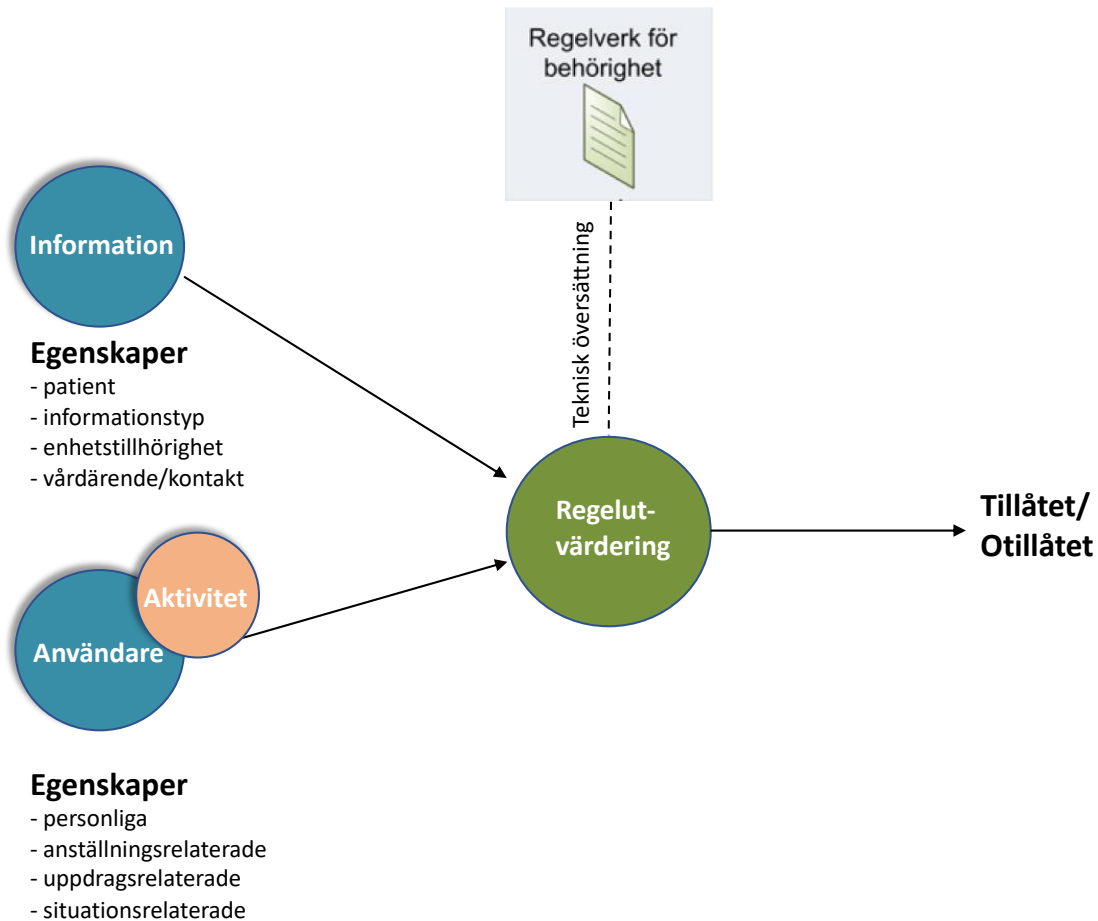 Regelverk för
behörighet
Teknisk översättning
Information
Egenskaper
- patient
- informationstyp
- enhetstillhörighet
- vårdärende/kontakt
Regelut-
värdering
Tillåtet/
Otillåtet
Aktivitet
Användare
Egenskaper
- personliga
- anställningsrelaterade
- uppdragsrelaterade
- situationsrelaterade